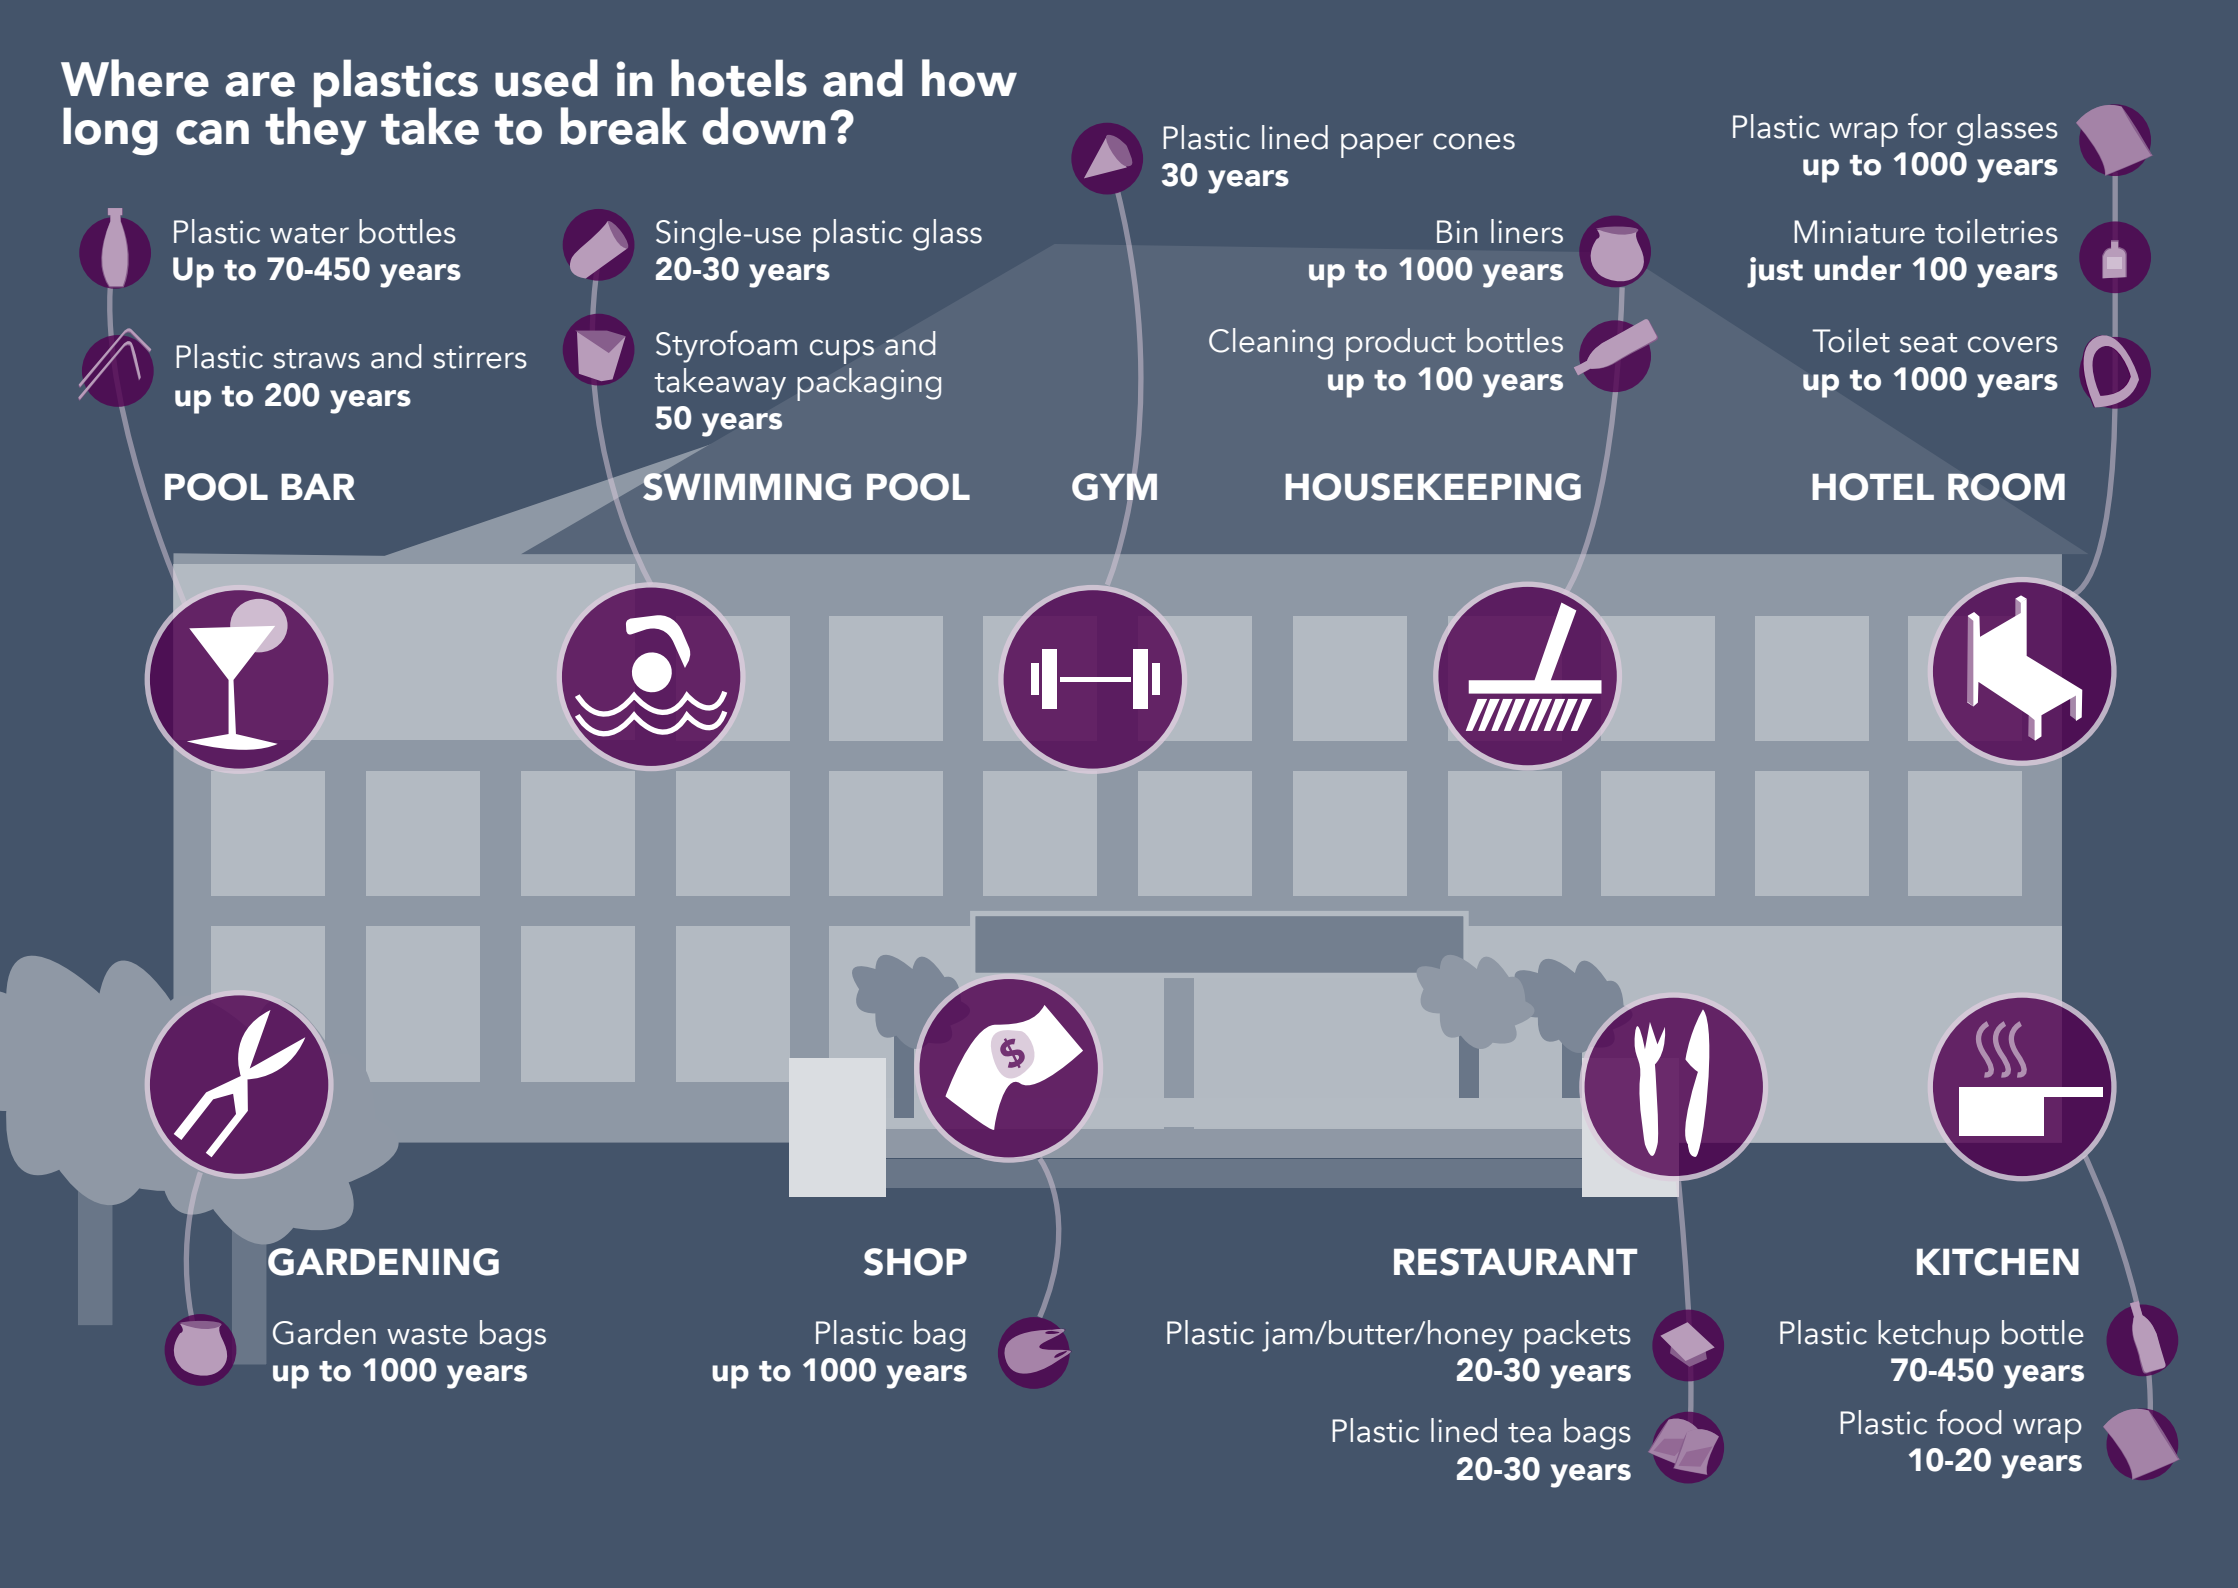 Where are plastics used in hotels and how
long can they take to break down?
Plastic water bottles
Up to 70-450 years
Plastic straws and stirrers
up to 200 years
POOL BAR
Single-use plastic glass
20-30 years
Styrofoam cups and
takeaway packaging
50 years
SWIMMING POOL
Plastic lined paper cones
30 years
GYM
Bin liners
up to 1000 years
Cleaning product bottles
up to 100 years
HOUSEKEEPING
Plastic wrap for glasses
up to 1000 years
Miniature toiletries
just under 100 years
Toilet seat covers
up to 1000 years
HOTEL ROOM
$
GARDENING
Garden waste bags
up to 1000 years
SHOP
Plastic bag
up to 1000 years
RESTAURANT
Plastic jam/butter/honey packets
20-30 years
Plastic lined tea bags
20-30 years
KITCHEN
Plastic ketchup bottle
70-450 years
Plastic food wrap
10-20 years